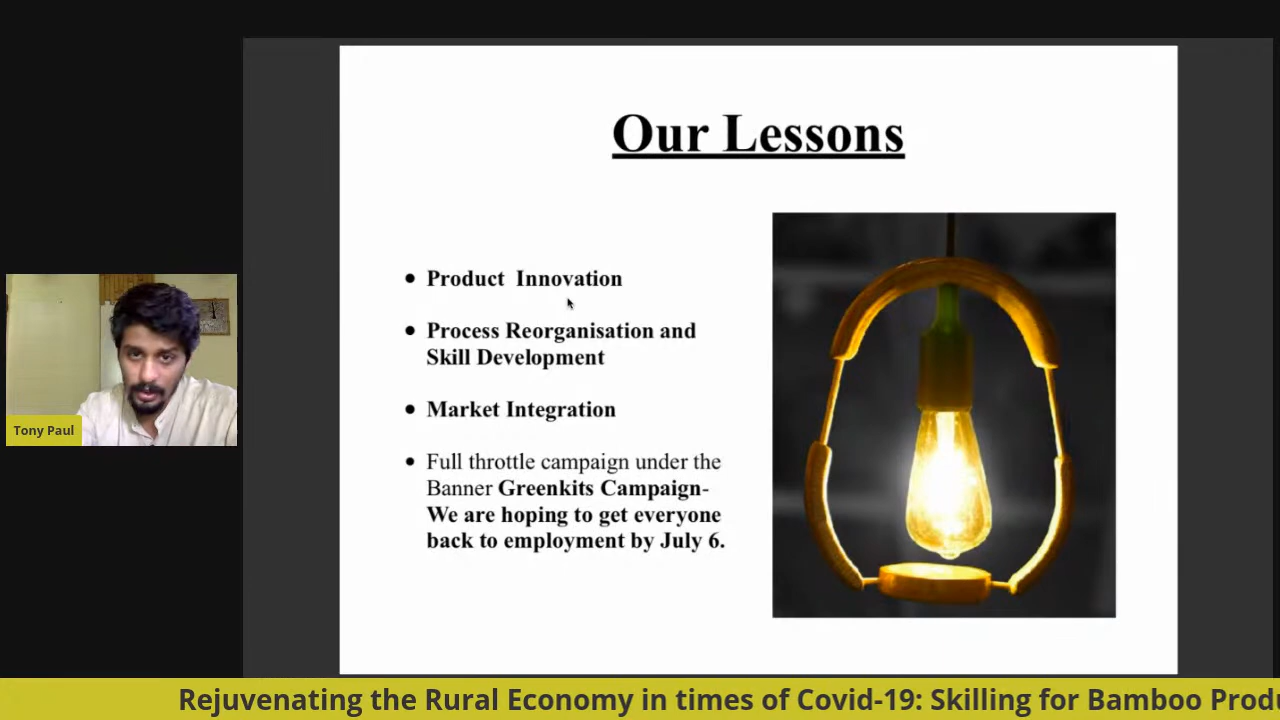 Our Lessons
• Product  Innovation
• Process Reorganisation and
Skill Development
• Market Integration
• Full throttle campaign under the
Banner Greenkits Campaign-
We are hoping to get everyone
back to employment by July 6.
Tony Paul
Rejuvenating the Rural Economy in times of Covid-19: Skilling for Bamboo